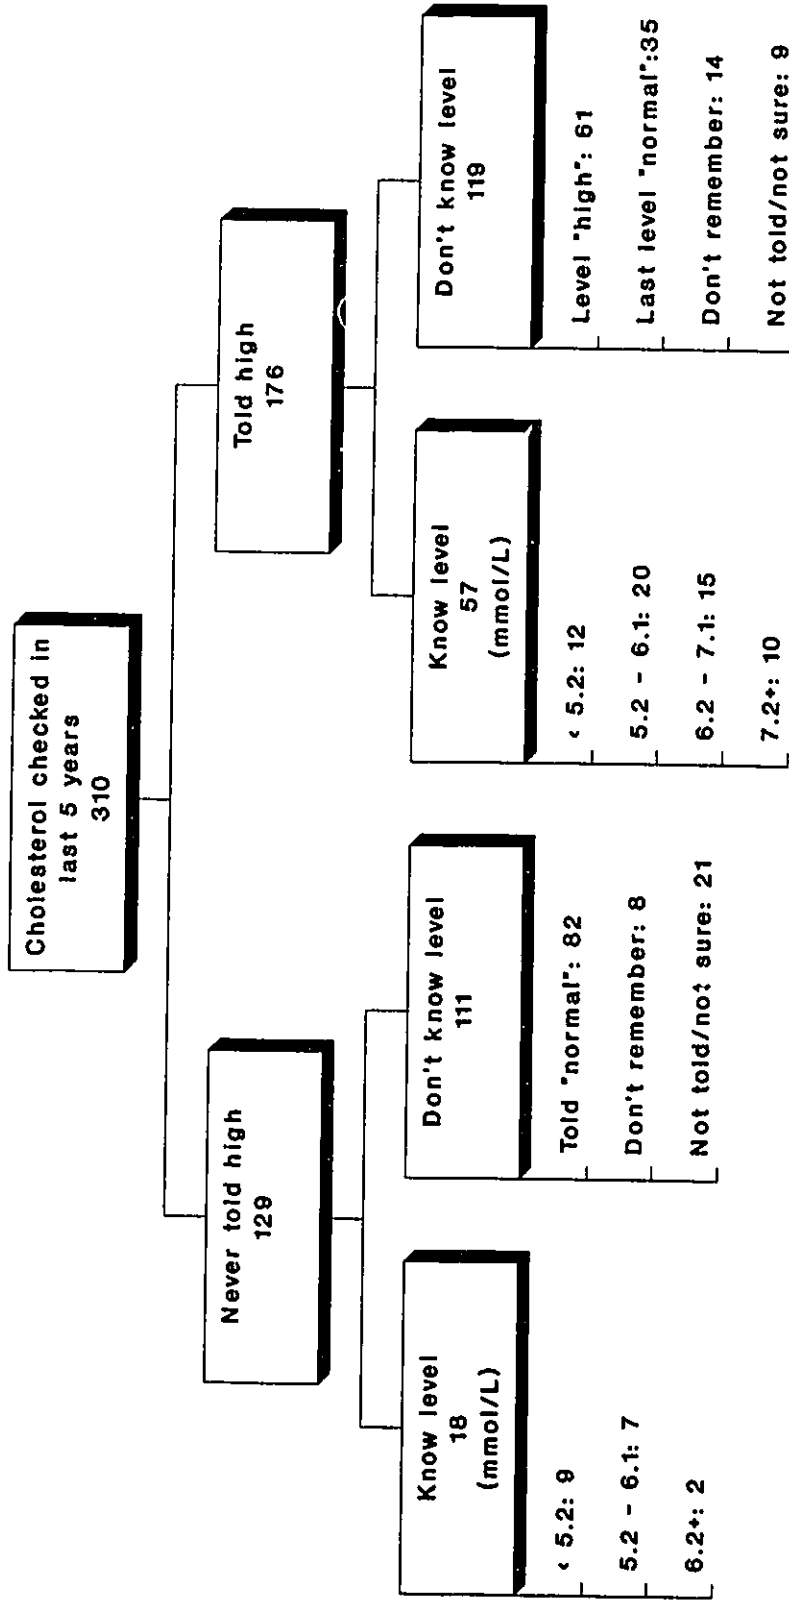 Cholesterol checked in
last 5 years
310
Never told high
129
Told high
176
Know level
18
(mmol/L)
‹ 5.2: 9
5.2 - 6.1: 7
6.2+: 2
Don't know level
111
Told "normal": 82
Don't remember: 8
Not told/not sure: 21
Know level
57
(mmol/L)
‹ 5.2: 12
5.2 - 6.1: 20
6.2 - 7.1: 15
7.2+: 10
Don't know level
119
Level "high": 61
Last level "normal":35
Don't remember: 14
Not told/not sure: 9